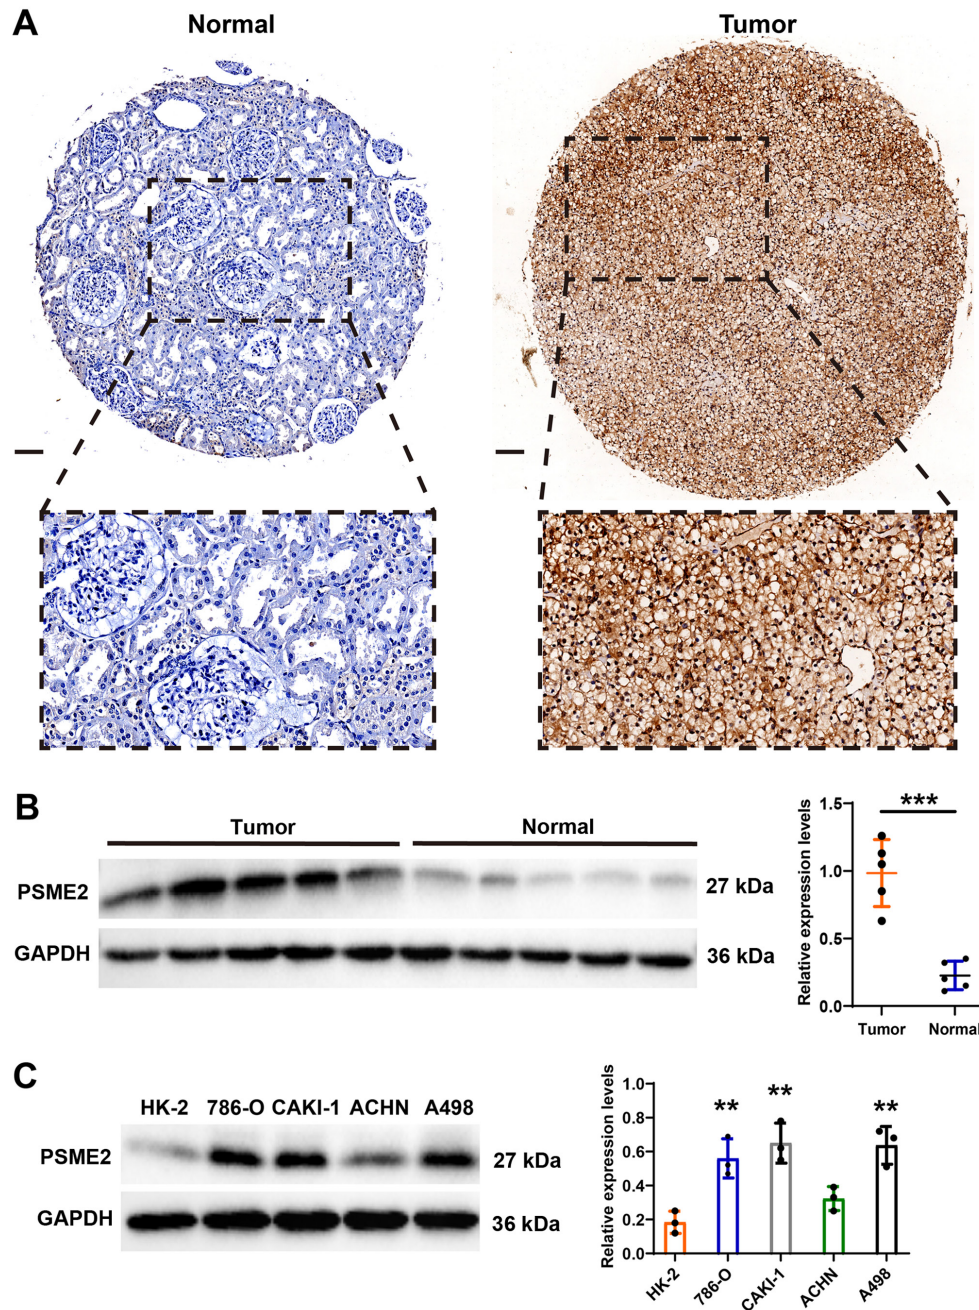 A
Normal
Tumor
B
Tumor
Normal
PSME2
27 kDa
GAPDH
36 kDa
Relative expression levels
1.5
1.0
0.5
0.0
***
Tumor
Normal
C
HK-2 786-O CAKI-1 ACHN A498
PSME2
27 kDa
GAPDH
36 kDa
Relative expression levels
1.0
0.8
0.6
0.4
0.2
0.0
**
**
**
HK-2
786-O
CAKI-1
ACHN
A498